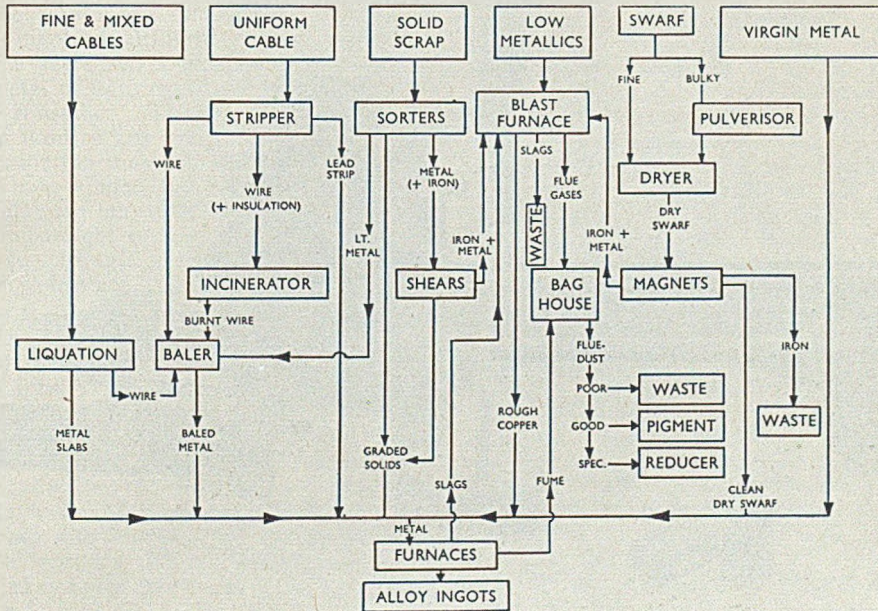 FINE & MIXED
CABLES
UNIFORM
CABLE
SOLID
SCRAP
LOW
METALLICS
SWARF
VIRGIN METAL
FINE
BULKY
STRIPPER
SORTERS
BLAST
FURNACE
PULVERISOR
WIRE
LEAD
STRIP
METAL
(+ IRON)
SLAGS
FLUE
GASES
DRYER
WIRE
(+ INSULATION)
LT.
METAL
IRON +
METAL
WASTE
IRON +
METAL
DRY
SWARF
INCINERATOR
SHEARS
BAG
HOUSE
MAGNETS
BURNT WIRE
LIQUATION
BALER
FLUE-
DUST
IRON
WIRE
POOR
WASTE
METAL
SLABS
BALED
METAL
ROUGH
COPPER
GOOD
PIGMENT
WASTE
GRADED
SOLIDS
SLAGS
FUME
SPEC.
REDUCER
CLEAN
DRY SWARF
METAL
FURNACES
ALLOY INGOTS